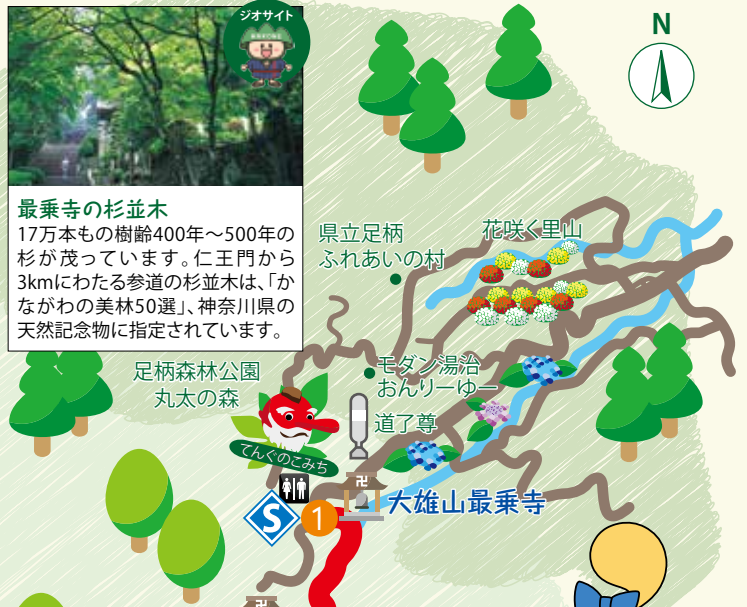 ジオサイト
N
最乗寺の杉並木
17万本もの樹齢400年～500年の
杉が茂っています。仁王門から
3kmにわたる参道の杉並木は、「か
ながわの美林50選」、神奈川県の
天然記念物に指定されています。
県立足柄
ふれあいの村
花咲く里山
足柄森林公園
丸太の森
モダン湯治
おんりーゆー
道了尊
てんぐのこみち
卍
大雄山最乗寺
S
1
卍